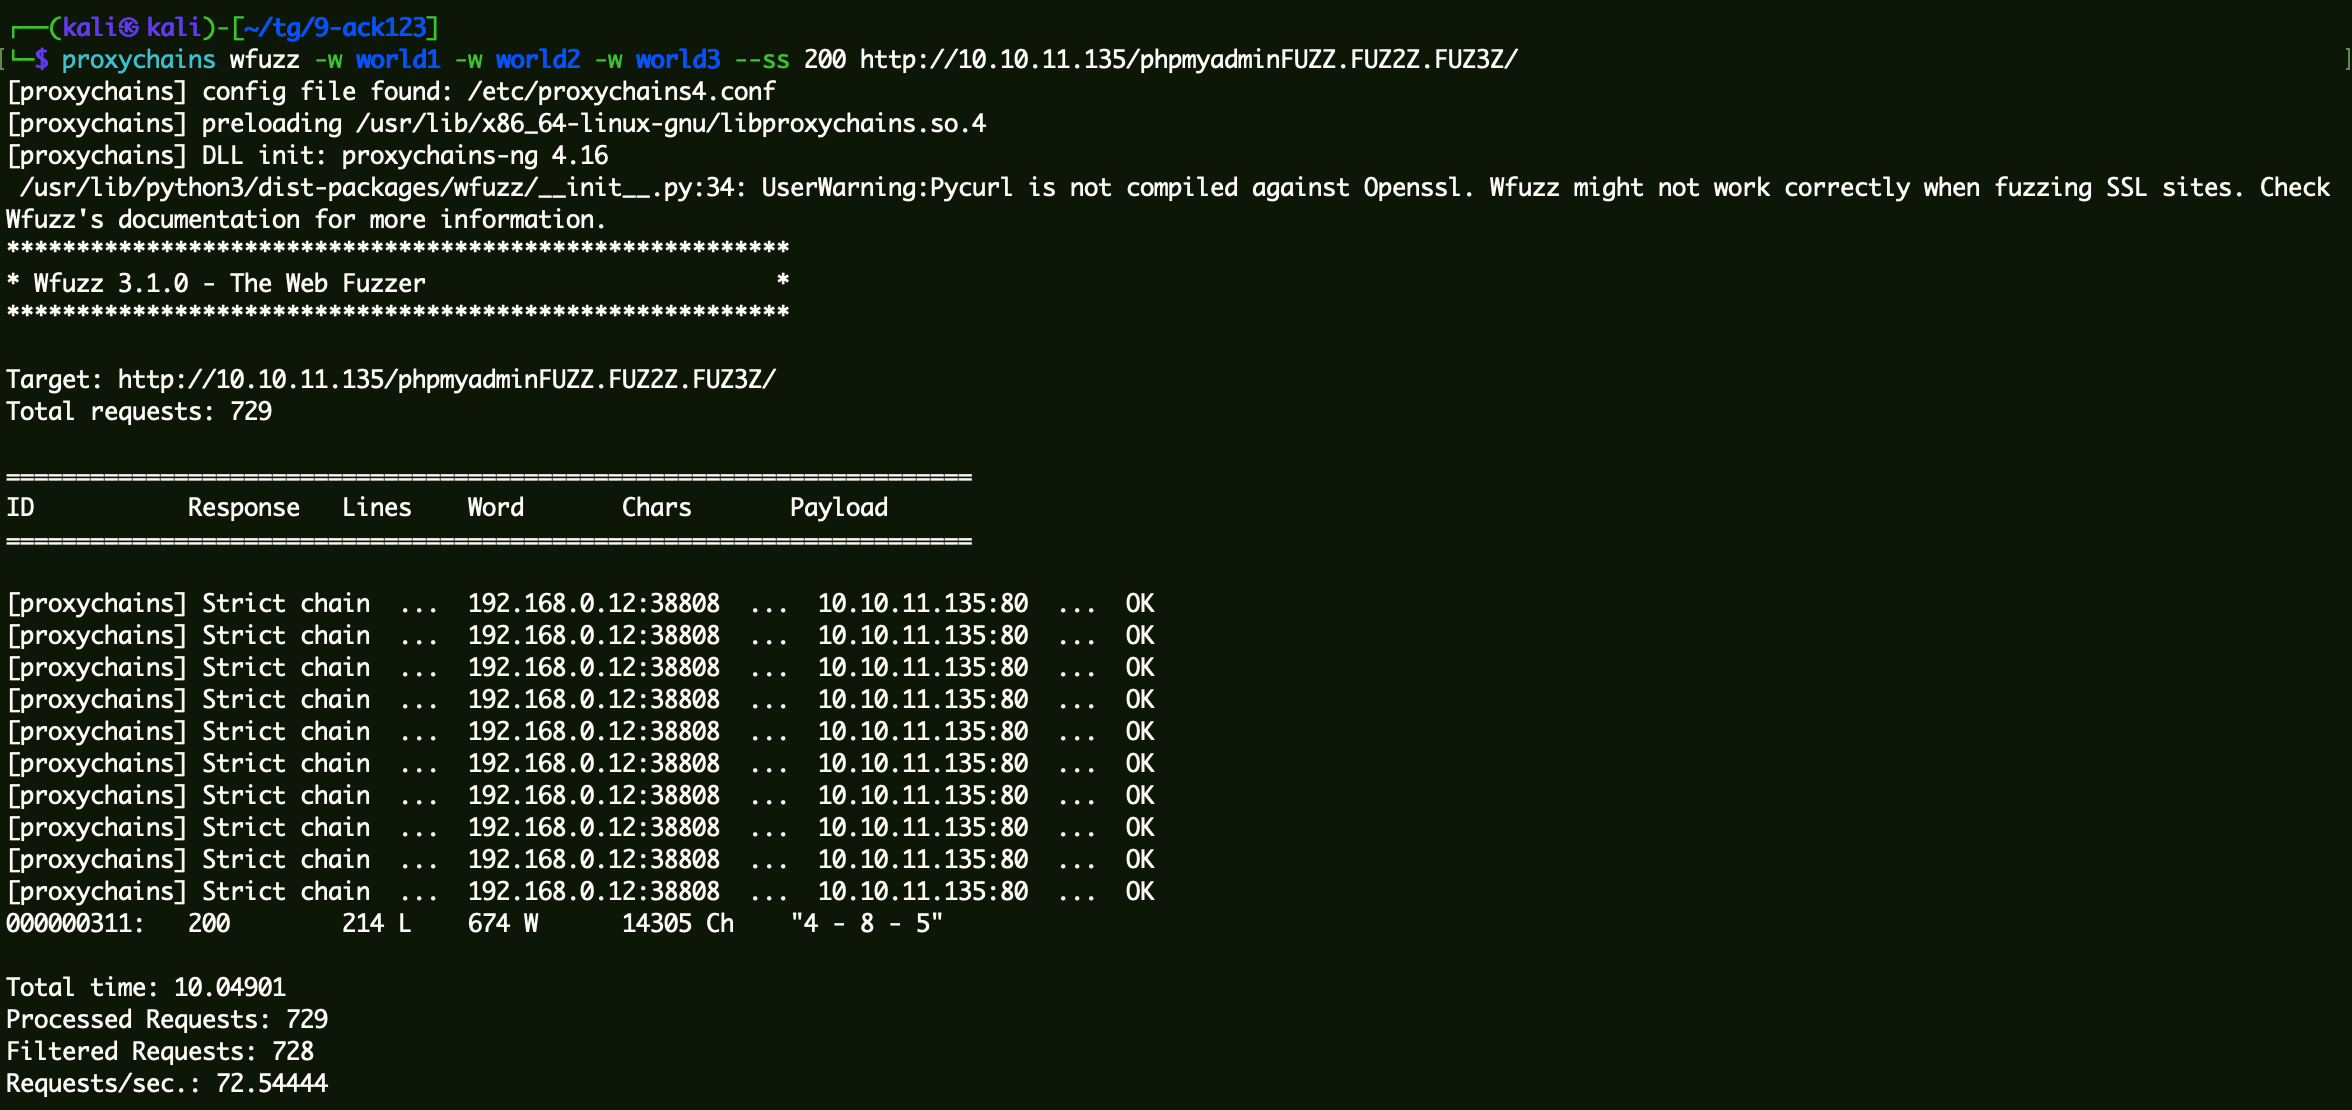 ┌──(kali㉿kali)-[~/tg/9-ack123]
└─$ proxychains wfuzz -w world1 -w world2 -w world3 --ss 200 http://10.10.11.135/phpmyadminFUZZ.FUZ2Z.FUZ3Z/
[proxychains] config file found: /etc/proxychains4.conf
[proxychains] preloading /usr/lib/x86_64-linux-gnu/libproxychains.so.4
[proxychains] DLL init: proxychains-ng 4.16
 /usr/lib/python3/dist-packages/wfuzz/__init__.py:34: UserWarning:Pycurl is not compiled against Openssl. Wfuzz might not work correctly when fuzzing SSL sites. Check
Wfuzz's documentation for more information.
********************************************************
* Wfuzz 3.1.0 - The Web Fuzzer                         *
********************************************************

Target: http://10.10.11.135/phpmyadminFUZZ.FUZ2Z.FUZ3Z/
Total requests: 729

=====================================================================
ID           Response   Lines    Word       Chars       Payload
=====================================================================

[proxychains] Strict chain  ...  192.168.0.12:38808  ...  10.10.11.135:80  ...  OK
[proxychains] Strict chain  ...  192.168.0.12:38808  ...  10.10.11.135:80  ...  OK
[proxychains] Strict chain  ...  192.168.0.12:38808  ...  10.10.11.135:80  ...  OK
[proxychains] Strict chain  ...  192.168.0.12:38808  ...  10.10.11.135:80  ...  OK
[proxychains] Strict chain  ...  192.168.0.12:38808  ...  10.10.11.135:80  ...  OK
[proxychains] Strict chain  ...  192.168.0.12:38808  ...  10.10.11.135:80  ...  OK
[proxychains] Strict chain  ...  192.168.0.12:38808  ...  10.10.11.135:80  ...  OK
[proxychains] Strict chain  ...  192.168.0.12:38808  ...  10.10.11.135:80  ...  OK
[proxychains] Strict chain  ...  192.168.0.12:38808  ...  10.10.11.135:80  ...  OK
[proxychains] Strict chain  ...  192.168.0.12:38808  ...  10.10.11.135:80  ...  OK
000000311:   200        214 L    674 W      14305 Ch    "4 - 8 - 5"

Total time: 10.04901
Processed Requests: 729
Filtered Requests: 728
Requests/sec.: 72.54444